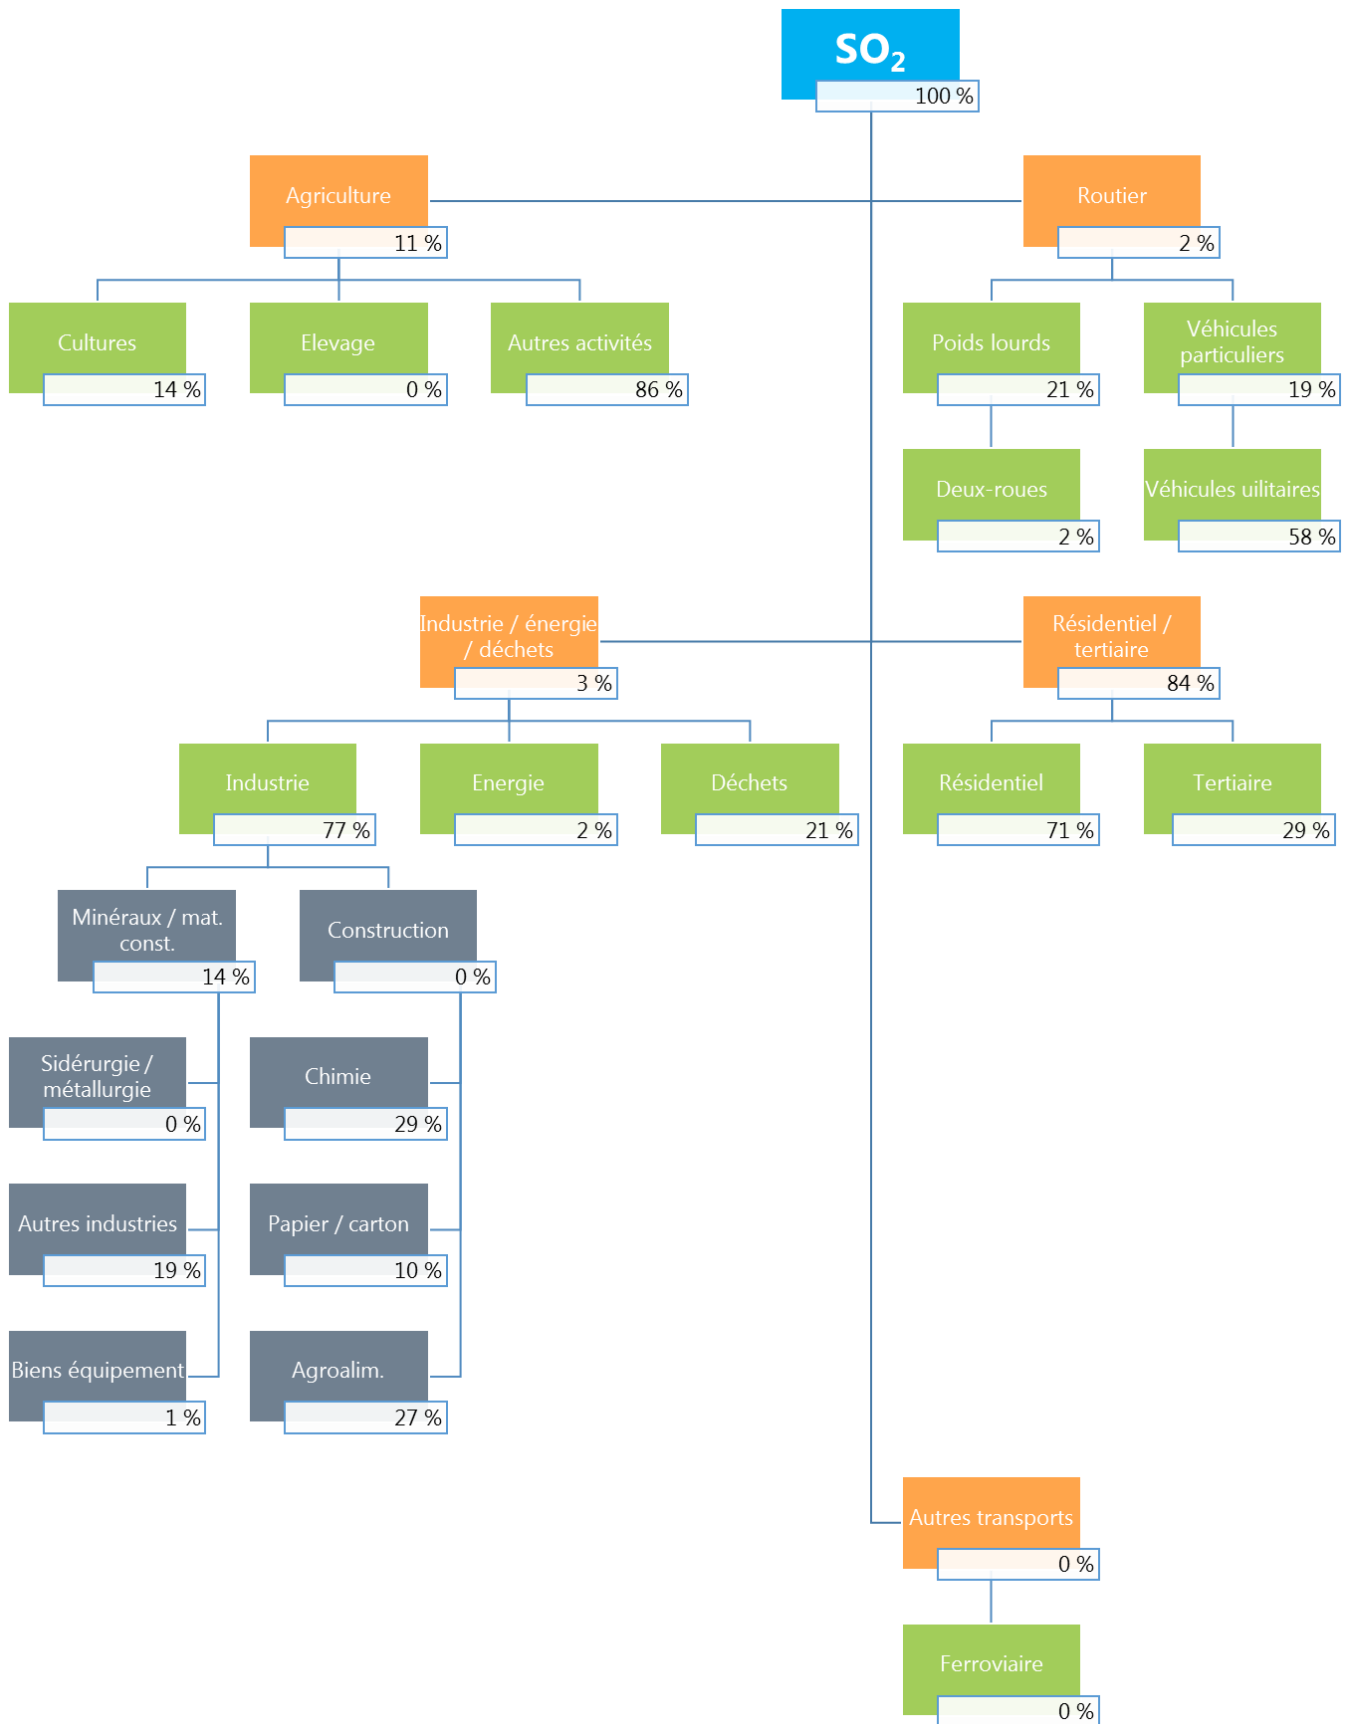 SO₂
100 %
Agriculture
11 %
Routier
2 %
Cultures
14 %
Elevage
0 %
Autres activités
86 %
Poids lourds
21 %
Véhicules
particuliers
19 %
Deux-roues
2 %
Véhicules uilitaires
58 %
Industrie / énergie
/ déchets
3 %
Résidentiel /
tertiaire
84 %
Industrie
77 %
Energie
2 %
Déchets
21 %
Résidentiel
71 %
Tertiaire
29 %
Minéraux / mat.
const.
14 %
Construction
0 %
Sidérurgie /
métallurgie
0 %
Chimie
29 %
Autres industries
19 %
Papier / carton
10 %
Biens équipement
1 %
Agroalim.
27 %
Autres transports
0 %
Ferroviaire
0 %